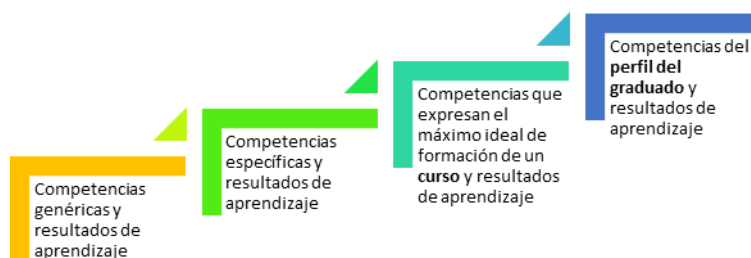 Competencias
genéricas y
resultados de
aprendizaje
Competencias
específicas y
resultados de
aprendizaje
Competencias que
expresan el
máximo ideal de
formación de un
curso y resultados
de aprendizaje
Competencias del
perfil del
graduado y
resultados de
aprendizaje